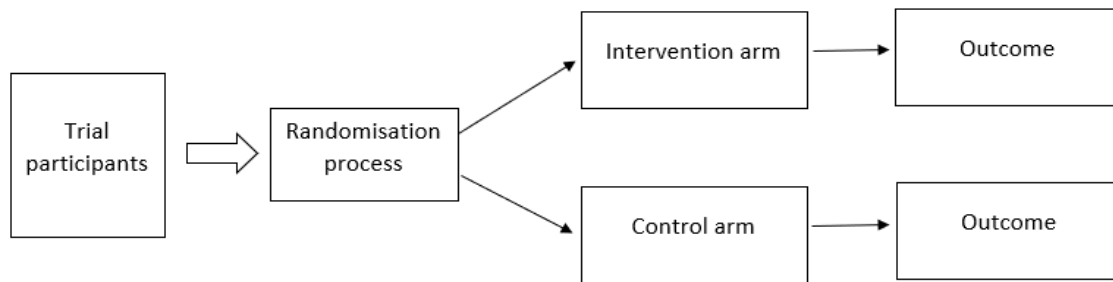 Trial
participants
Randomisation
process
Intervention arm
Outcome
Control arm
Outcome